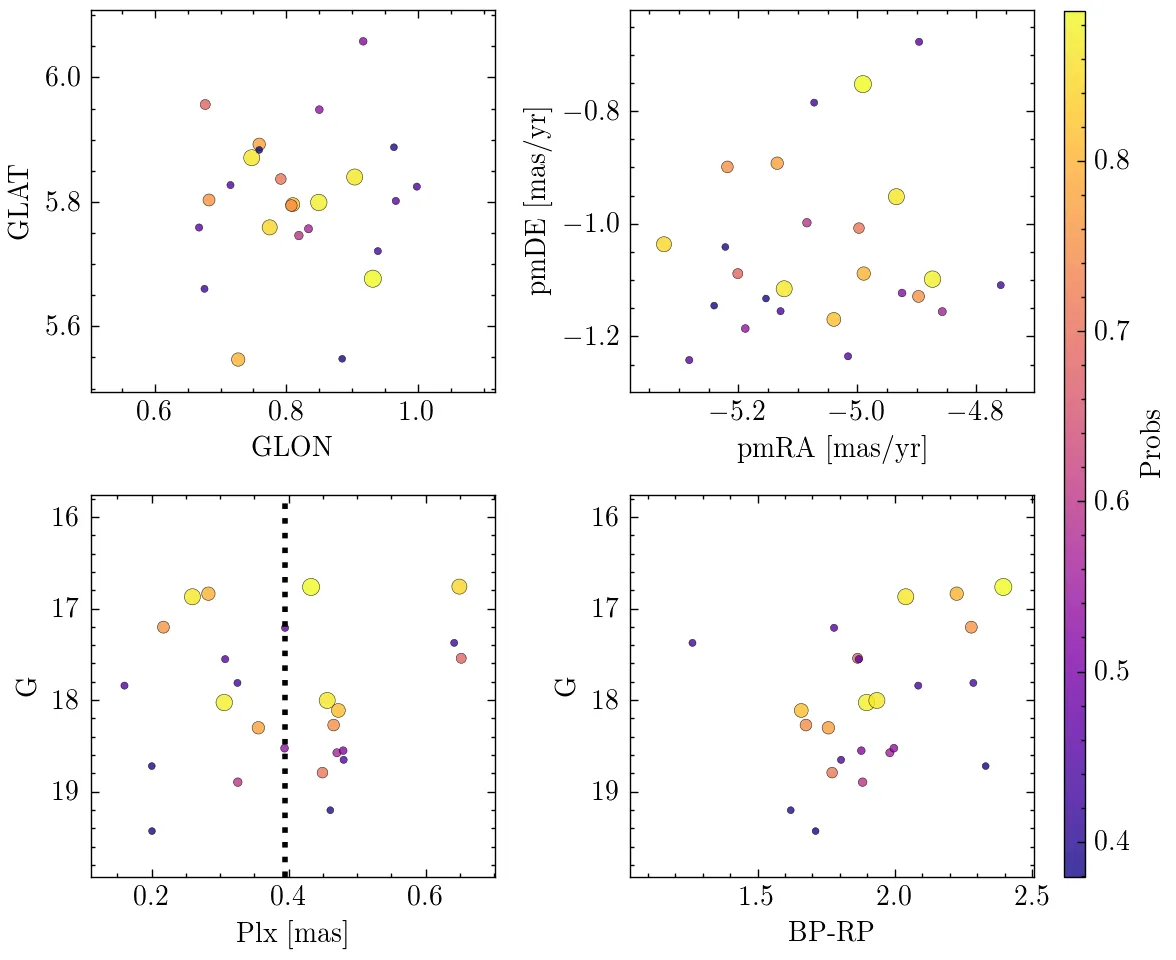 6.0
5.8
5.6
GLAT
0.6 0.8 1.0
GLON
−0.8
−1.0
−1.2
pmDE [mas/yr]
−5.2 −5.0 −4.8
pmRA [mas/yr]
16
17
18
19
G
0.2 0.4 0.6
Plx [mas]
16
17
18
19
G
1.5 2.0 2.5
BP-RP
0.8
0.7
0.6
0.5
0.4
Probs